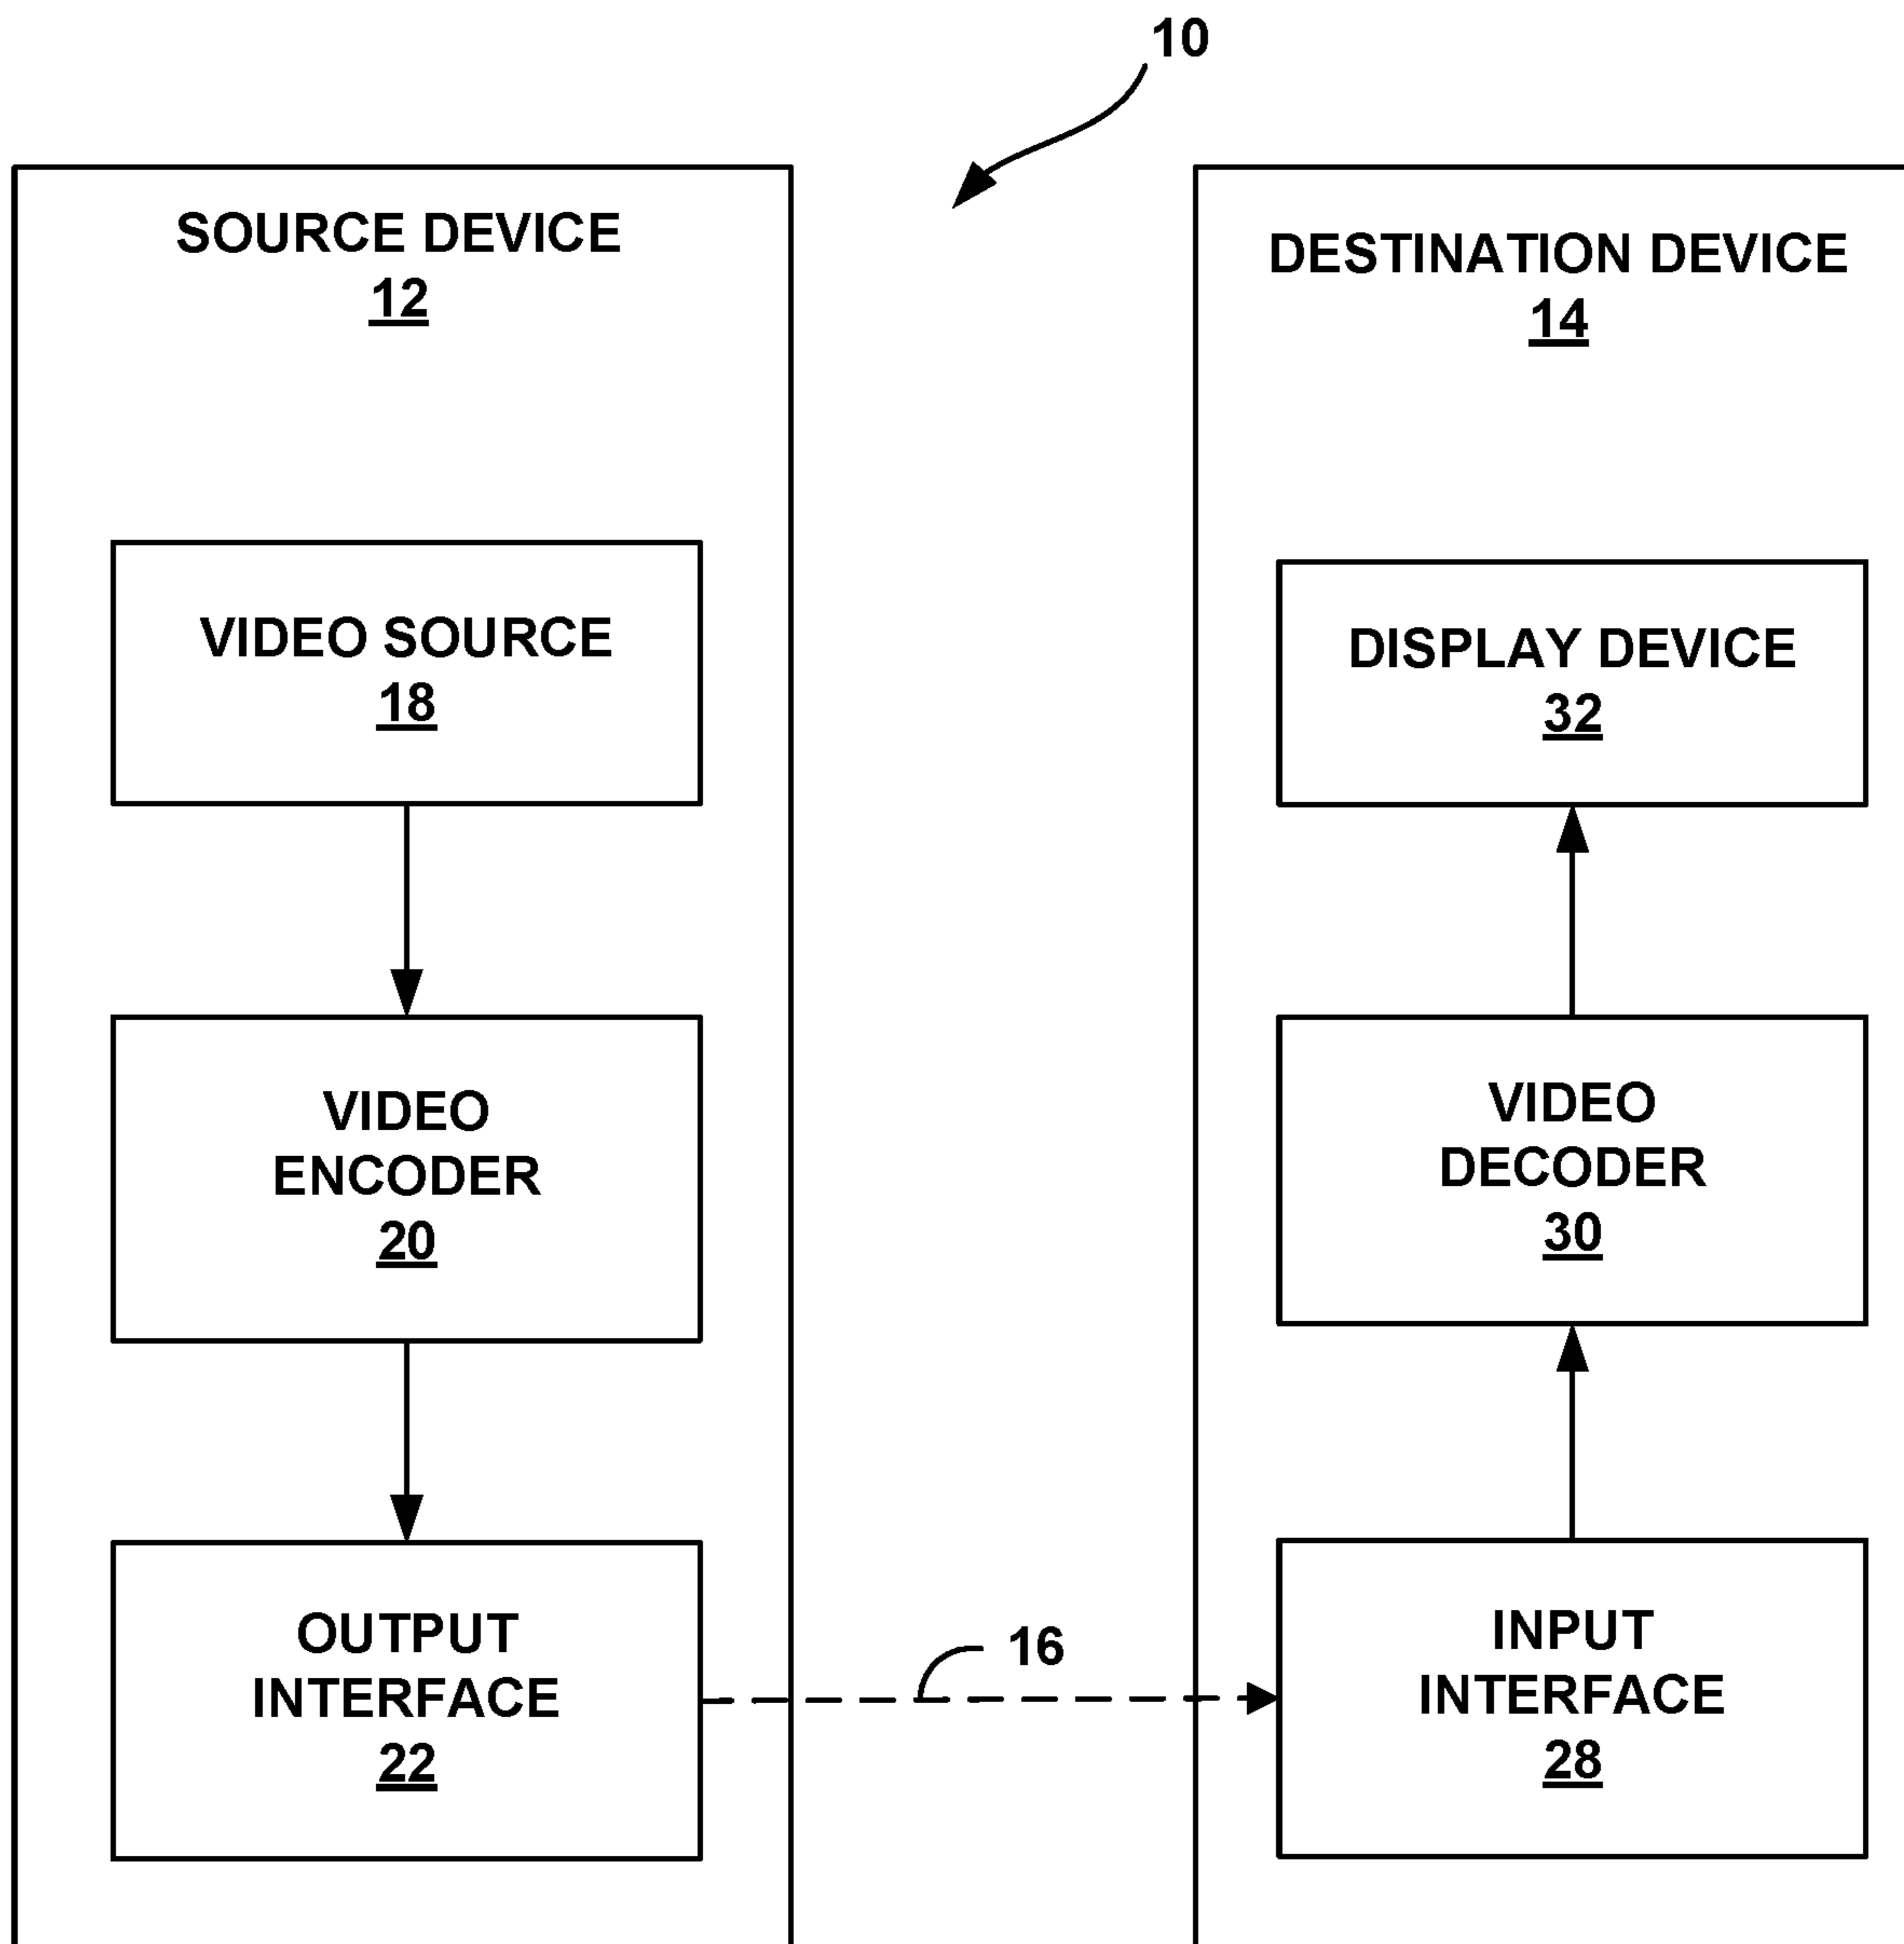 10
SOURCE DEVICE
12
VIDEO SOURCE
18
VIDEO
ENCODER
20
OUTPUT
INTERFACE
22
16
DESTINATION DEVICE
14
DISPLAY DEVICE
32
VIDEO
DECODER
30
INPUT
INTERFACE
28